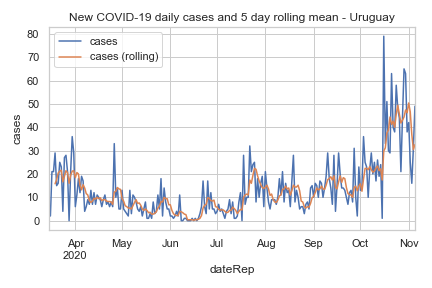 New COVID-19 daily cases and 5 day rolling mean - Uruguay
cases
cases (rolling)
cases
80
70
60
50
40
30
20
10
0
Apr May Jun Jul Aug Sep Oct Nov
2020
dateRep